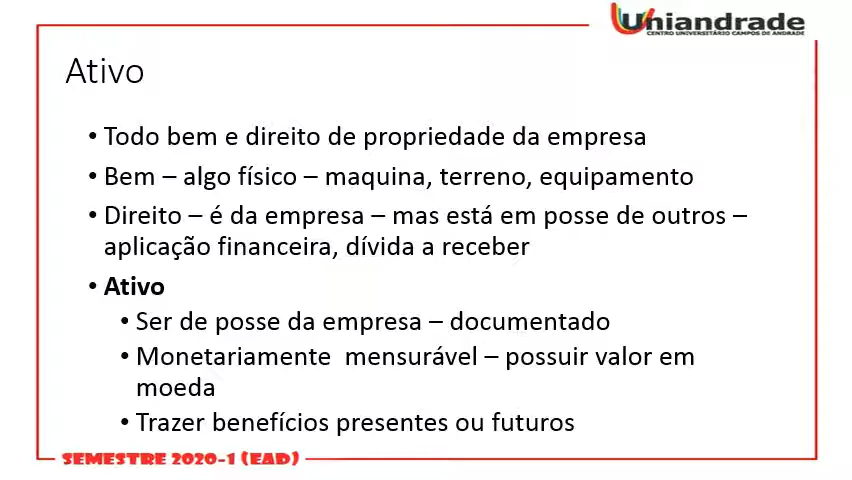 Uniandrade
CENTRO UNIVERSITÁRIO CAMPOS DE ANDRADE
Ativo
• Todo bem e direito de propriedade da empresa
• Bem – algo físico – maquina, terreno, equipamento
• Direito – é da empresa – mas está em posse de outros –
aplicação financeira, dívida a receber
• Ativo
• Ser de posse da empresa – documentado
• Monetariamente  mensurável – possuir valor em
moeda
• Trazer benefícios presentes ou futuros
SEMESTRE 2020-1 (EAD)